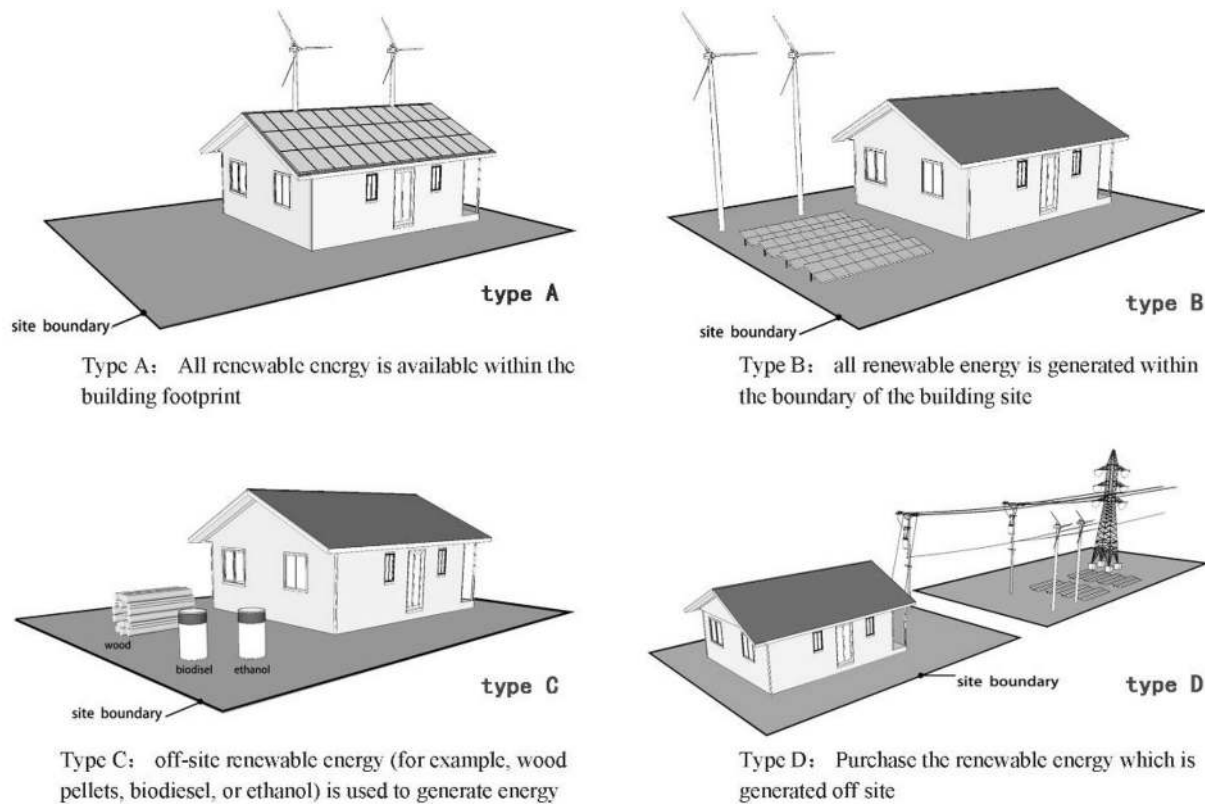 type A
site boundary
Type A: All renewable energy is available within the
building footprint
type B
site boundary
Type B: all renewable energy is generated within
the boundary of the building site
wood
biodisel
ethanol
type C
site boundary
Type C: off-site renewable energy (for example, wood
pellets, biodiesel, or ethanol) is used to generate energy
site boundary
type D
Type D: Purchase the renewable energy which is
generated off site